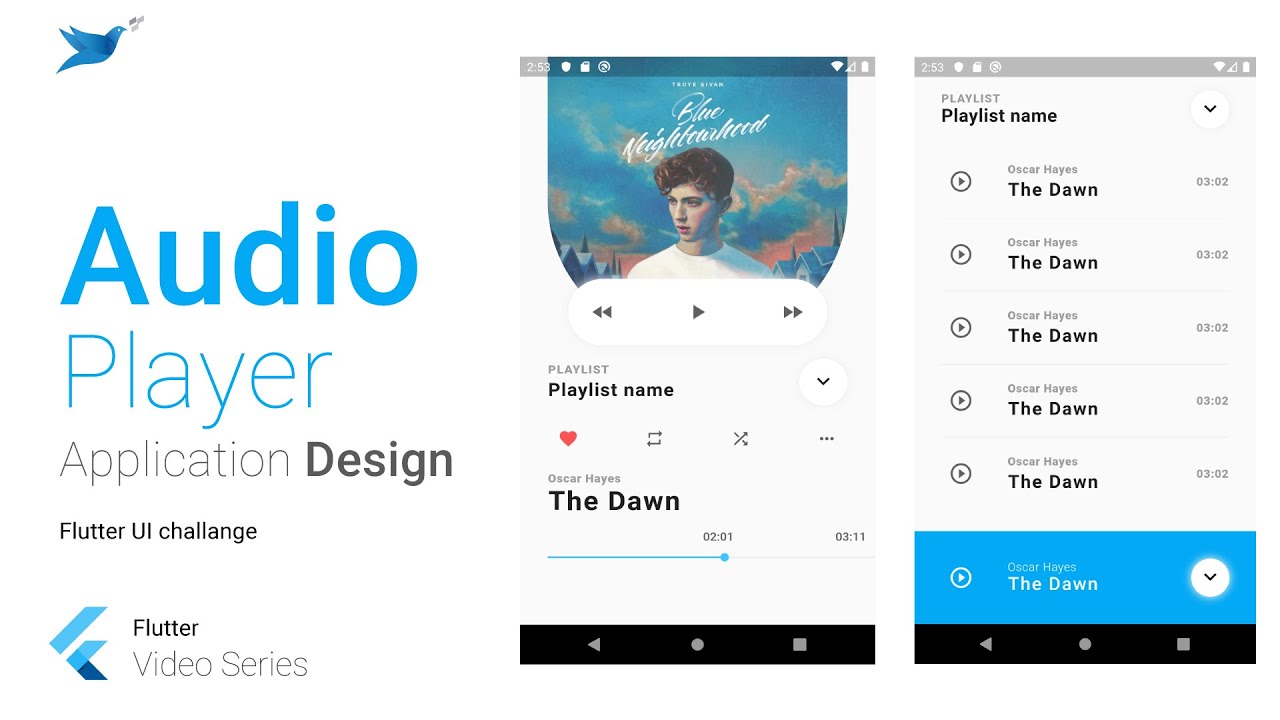 Audio
Player
Application Design
Flutter UI challange
Flutter
Video Series
2:53
TROYE SIVAN
Blue
Neighbourhood
PLAYLIST
Playlist name
Oscar Hayes
The Dawn
02:01
03:11
2:53
PLAYLIST
Playlist name
Oscar Hayes
The Dawn
03:02
Oscar Hayes
The Dawn
03:02
Oscar Hayes
The Dawn
03:02
Oscar Hayes
The Dawn
03:02
Oscar Hayes
The Dawn
03:02
Oscar Hayes
The Dawn